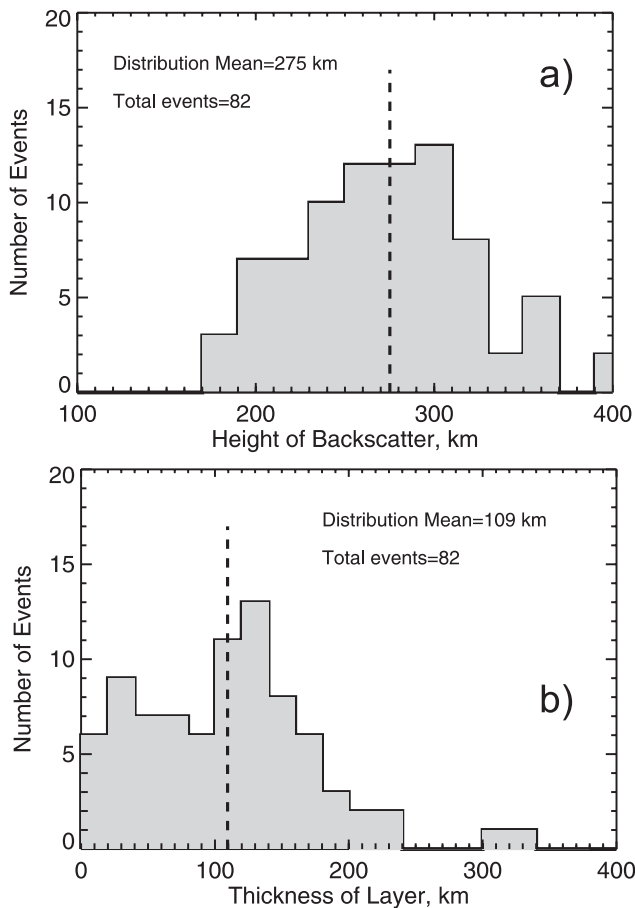 20
15
10
5
0
Number of Events
Distribution Mean=275 km
Total events=82
a)
100
200
300
400
Height of Backscatter, km
20
15
10
5
0
Number of Events
Distribution Mean=109 km
Total events=82
b)
0
100
200
300
400
Thickness of Layer, km